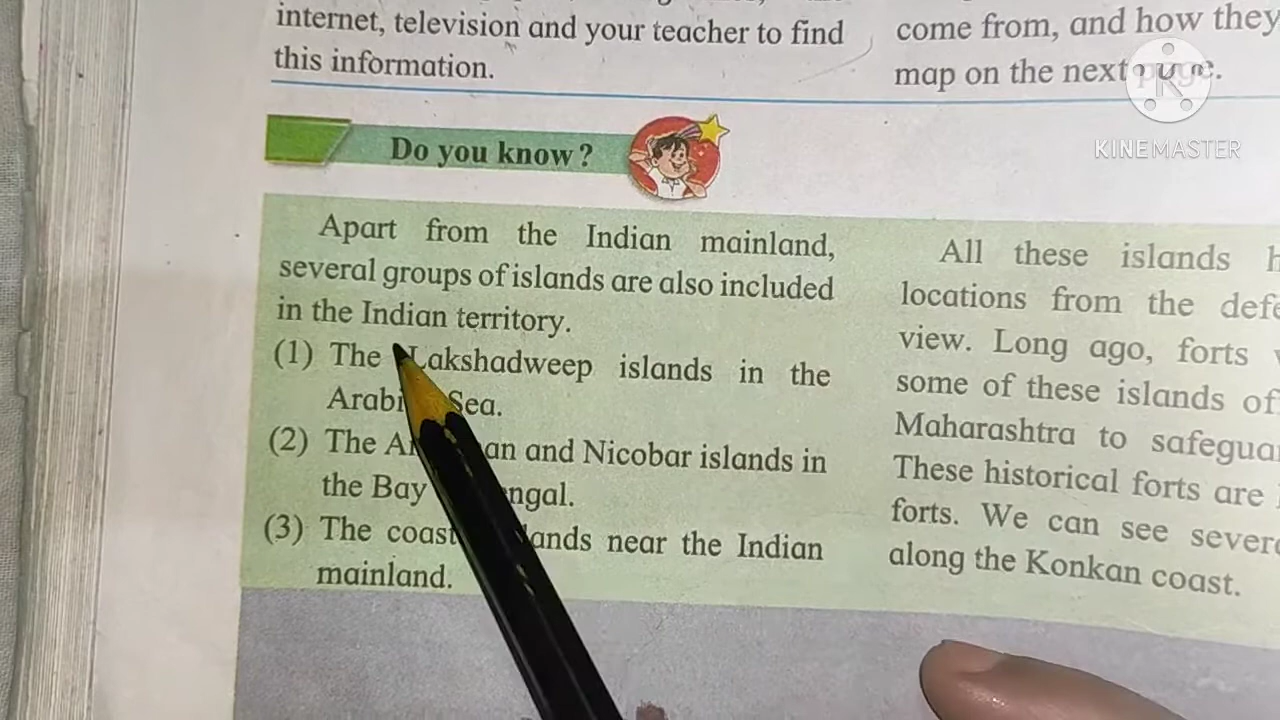 internet, television and your teacher to find
this information.
come from, and how they
map on the next
K
KINEMASTER
Do you know?
Apart from the Indian mainland,
several groups of islands are also included
in the Indian territory.
(1) The Lakshadweep islands in the
Sea.
(2) The and Nicobar islands in
the Bay
(3) The near the Indian
mainland.
All these islands
locations from the
view. Long ago, forts
some of these islands of
Maharashtra to
These historical forts are
forts. We can see
along the Konkan coast.